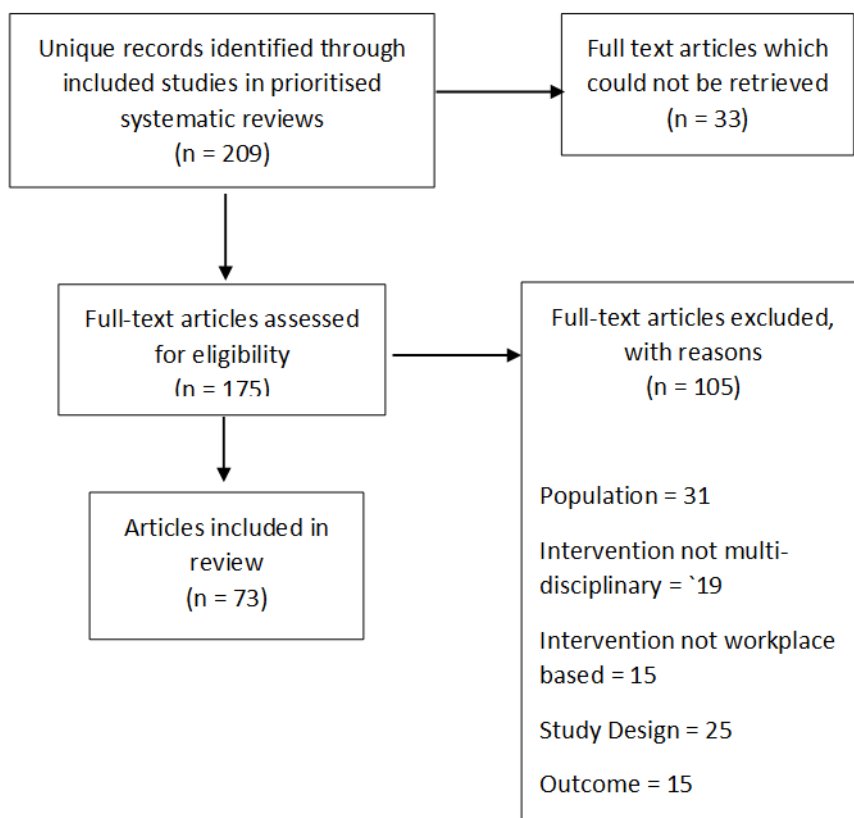 Unique records identified through
included studies in prioritised
systematic reviews
(n = 209)
Full text articles which
could not be retrieved
(n = 33)
Full-text articles assessed
for eligibility
(n = 175)
Full-text articles excluded,
with reasons
(n = 105)
Population = 31
Intervention not multi-
disciplinary = `19
Intervention not workplace
based = 15
Study Design = 25
Outcome = 15
Articles included in
review
(n = 73)